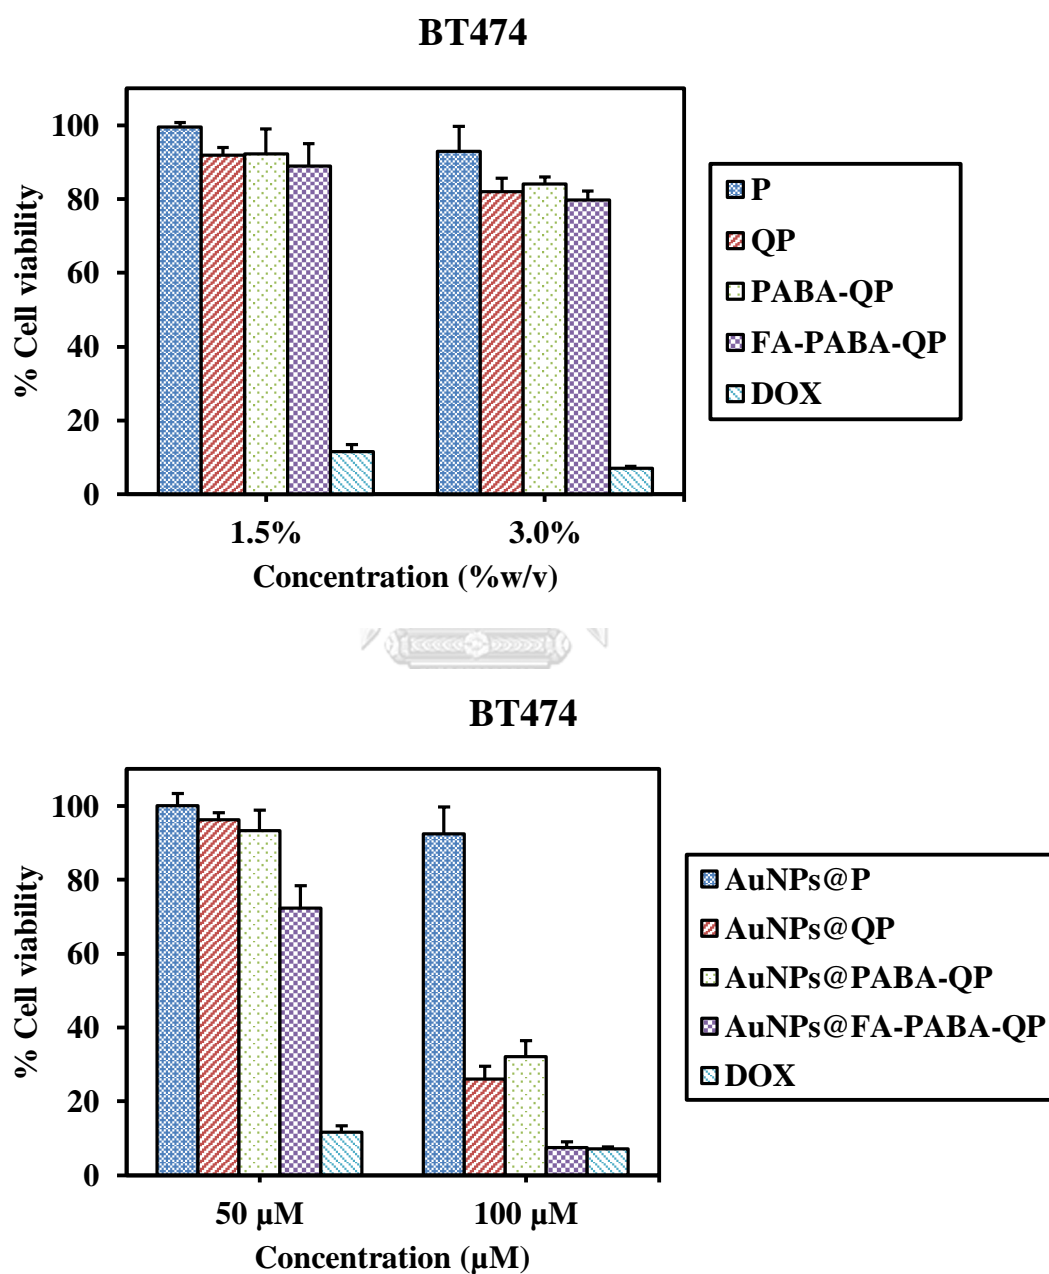 BT474
100
80
60
40
20
0
% Cell viability
1.5%
3.0%
Concentration (%w/v)
P
QP
PABA-QP
FA-PABA-QP
DOX
BT474
100
80
60
40
20
0
% Cell viability
50 μM
100 μM
Concentration (μM)
AuNPs@P
AuNPs@QP
AuNPs@PABA-QP
AuNPs@FA-PABA-QP
DOX